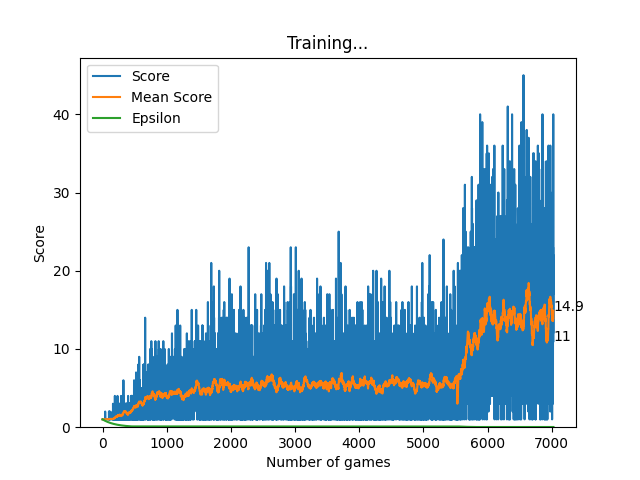 Training...
Score
Mean Score
Epsilon
Score
40
30
20
10
0
14.9
11
0 1000 2000 3000 4000 5000 6000 7000
Number of games